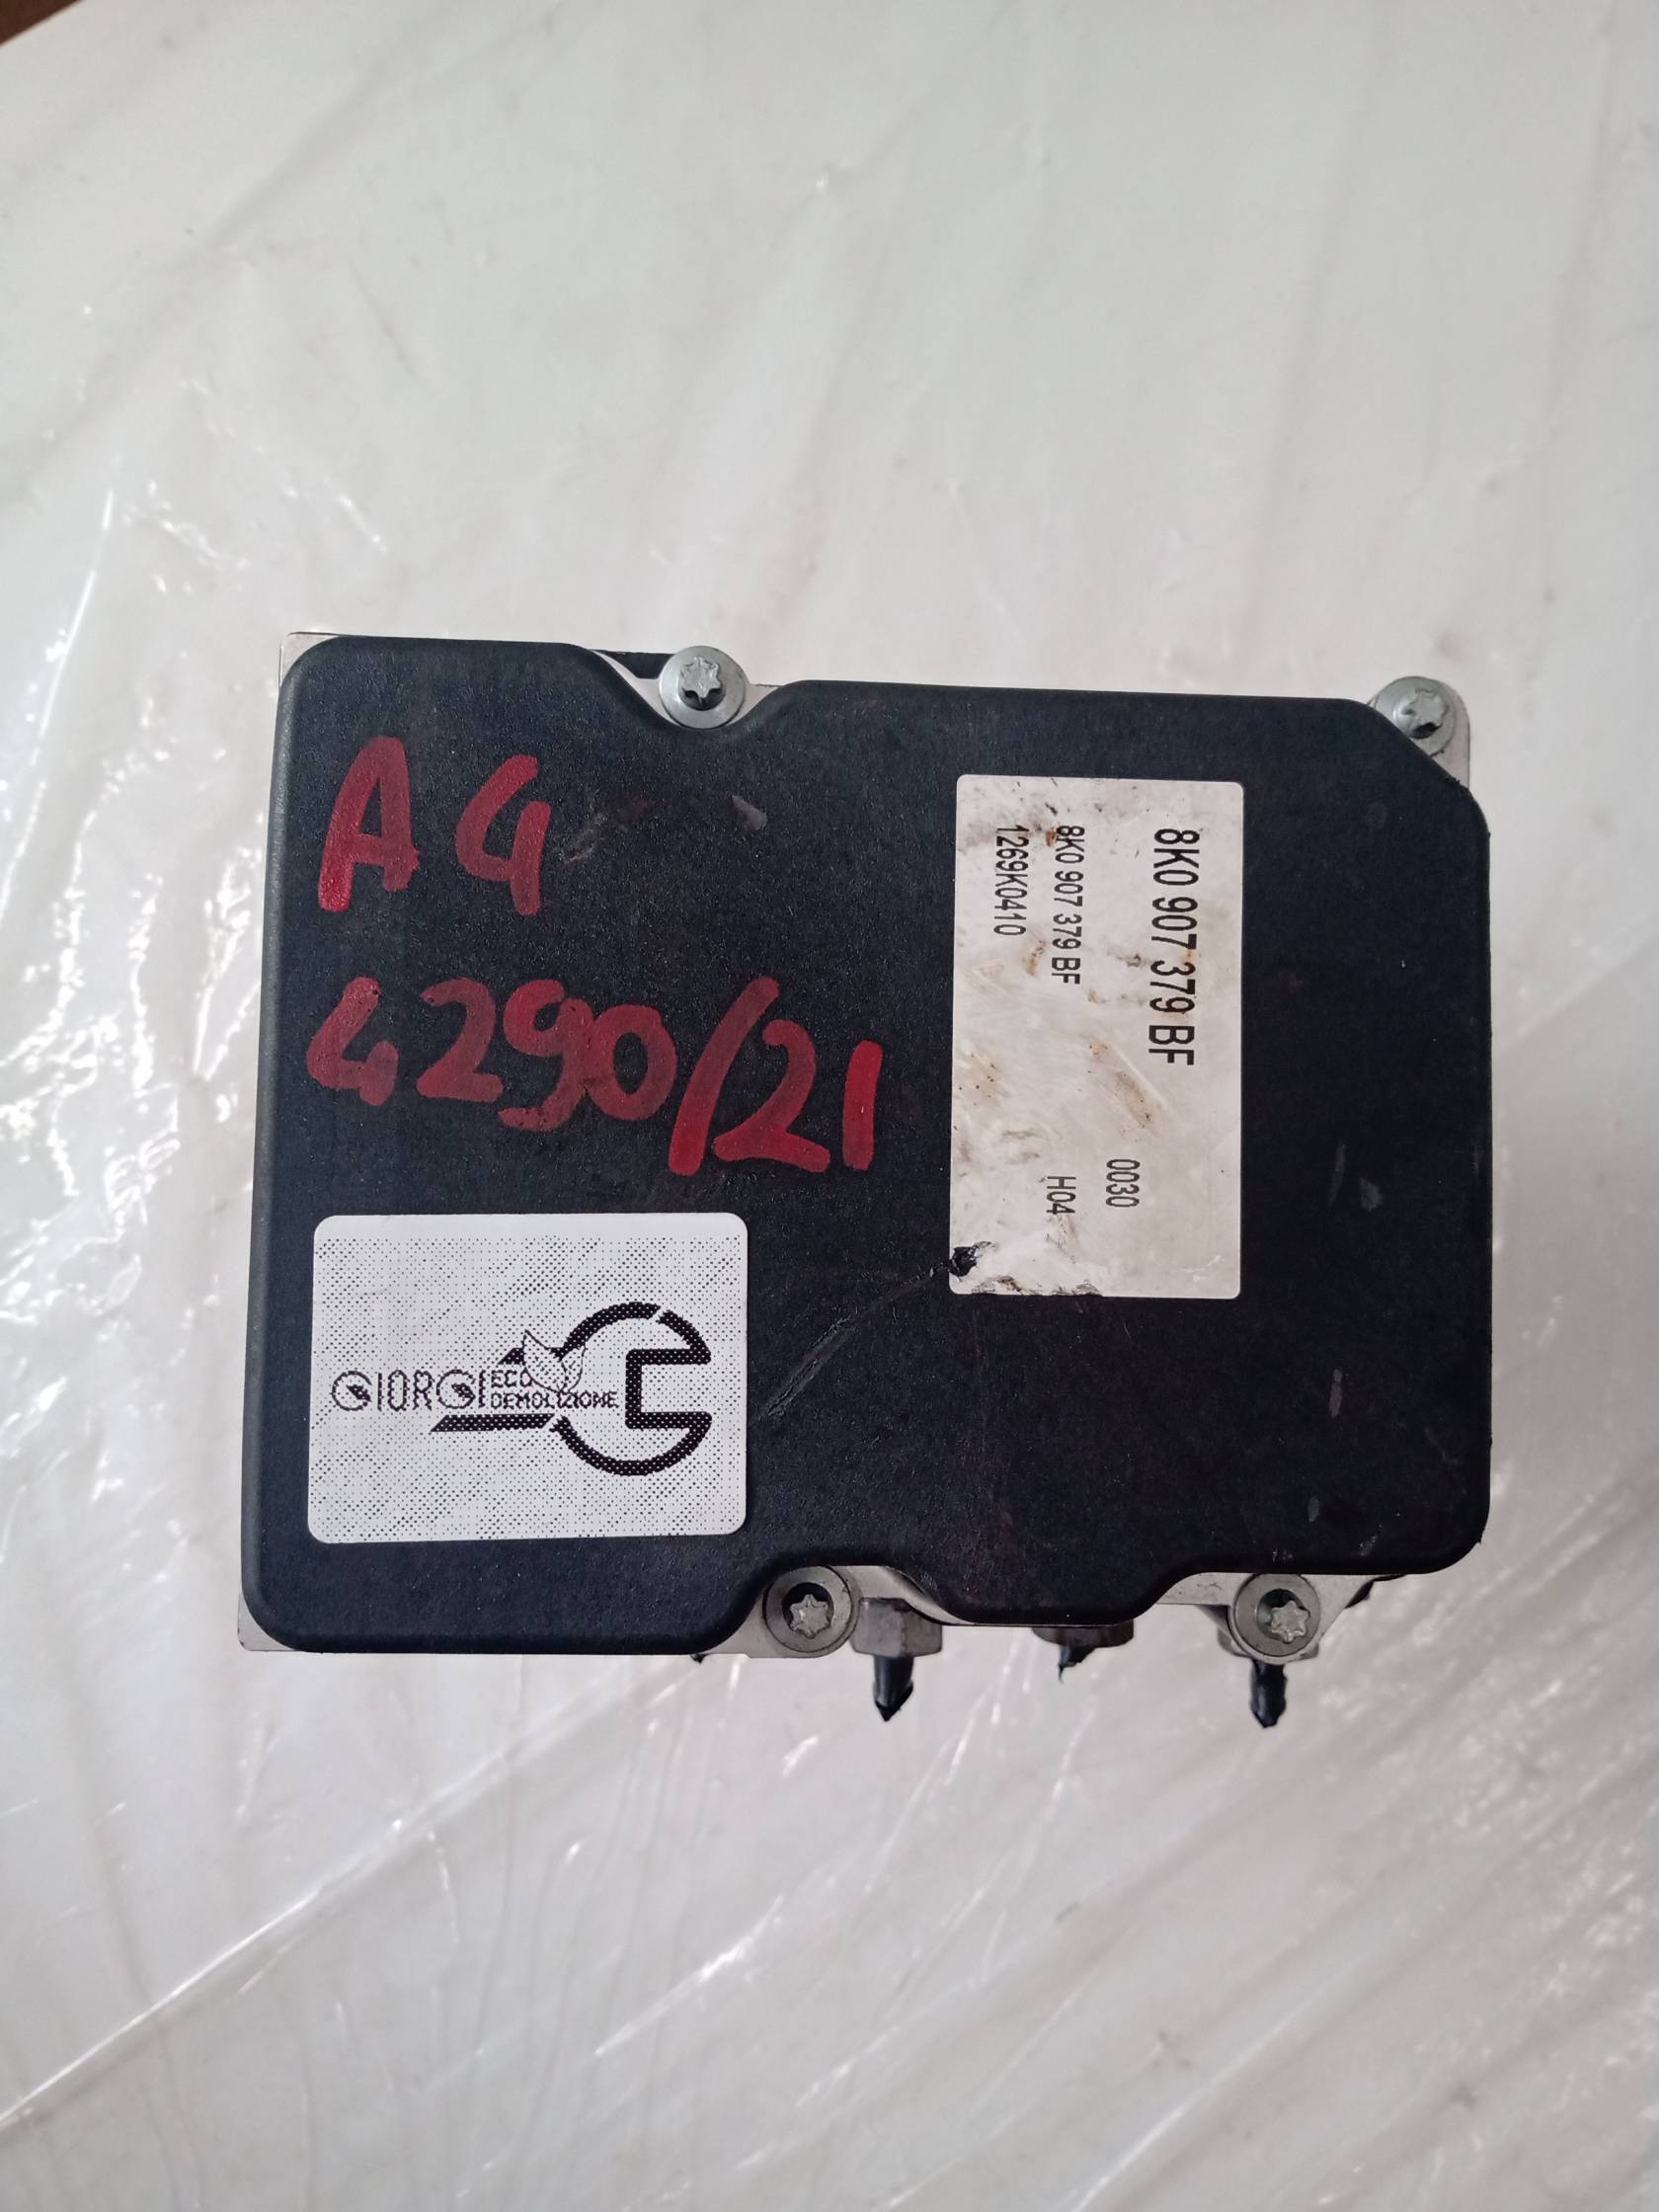 A4
4290/21
8K0 907 379 BF
0030
8K0 907 379 BF
H04
1269K0410
GIORGI ECO
DEMOLIZIONE